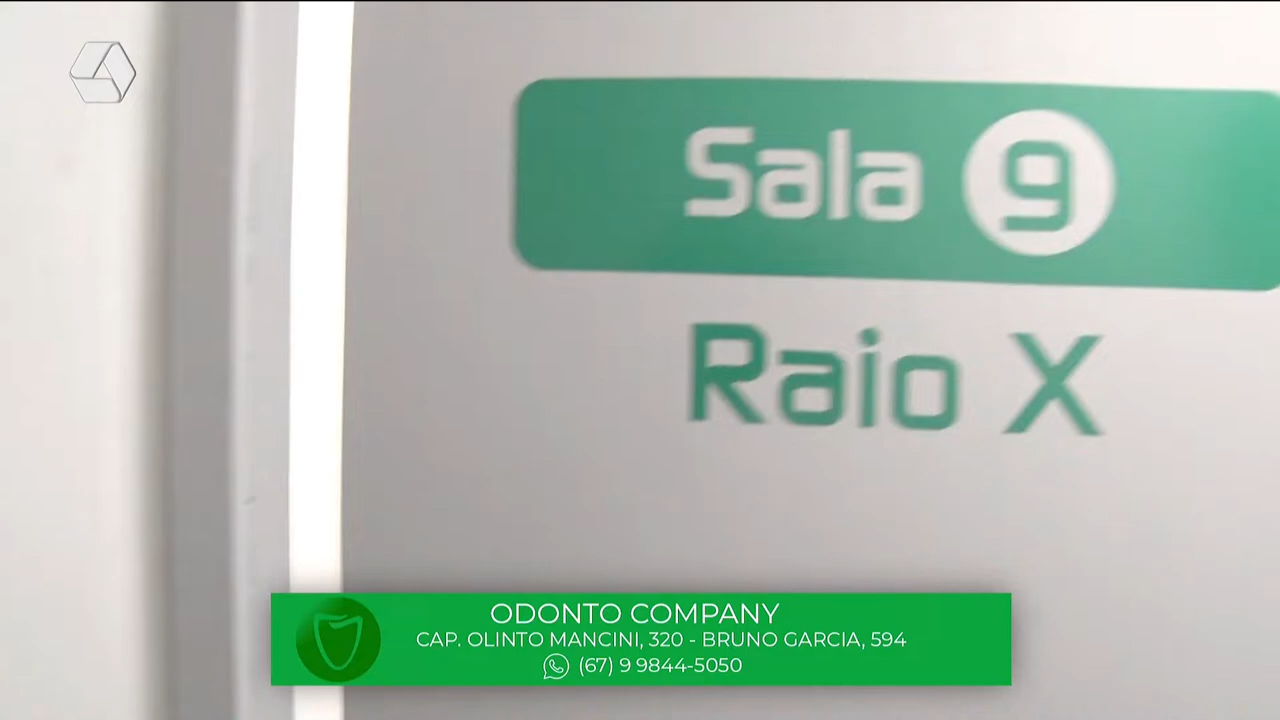 Sala 9
Raio X
ODONTO COMPANY
CAP. OLINTO MANCINI, 320 - BRUNO GARCIA, 594
(67) 9 9844-5050